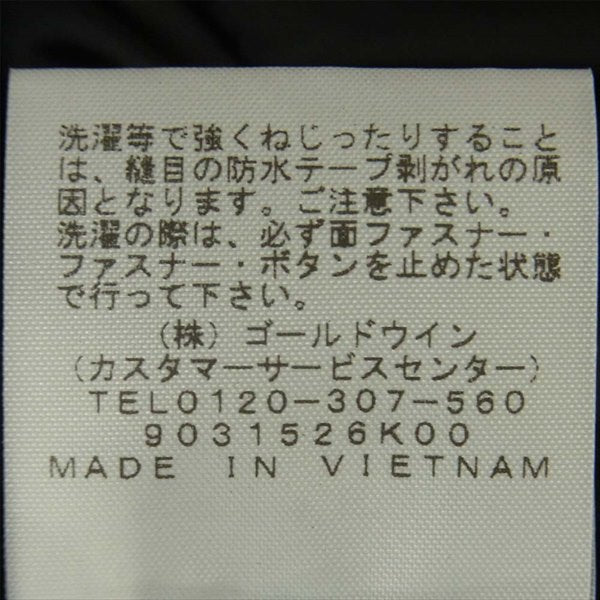 洗濯等で強くねじったりすること
は、縫目の防水テープ剥がれの原
因となります。ご注意下さい。
洗濯の際は、必ず面ファスナー・
ファスナー・ボタンを止めた状態
で行って下さい。
(株)ゴールドウイン
(カスタマーサービスセンター)
TEL0120-307-560
9031526K00
MADE IN VIETNAM